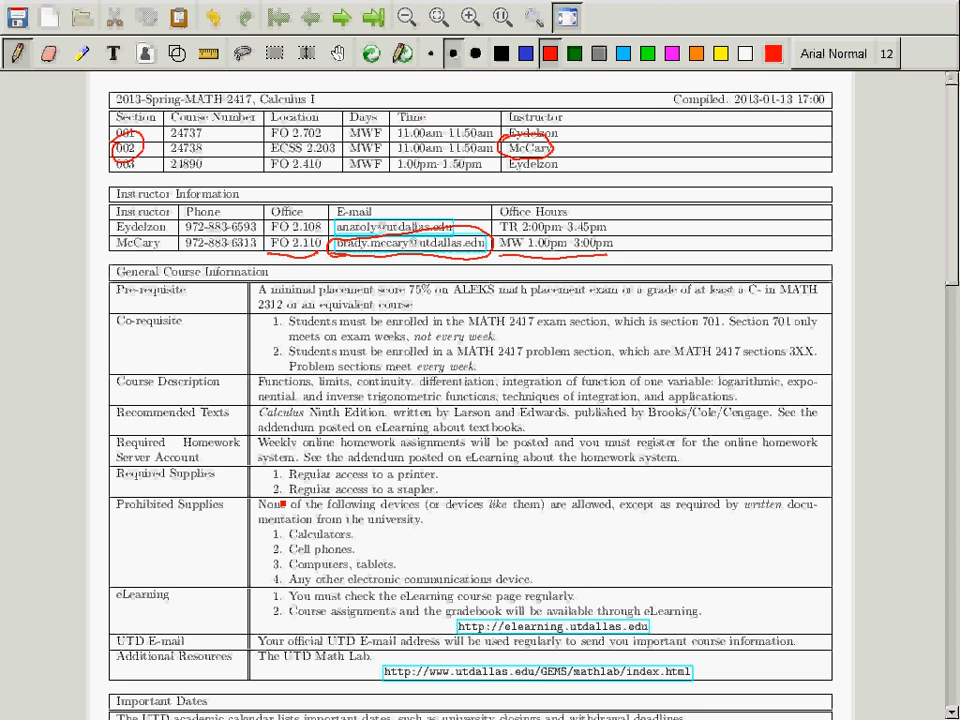 Arial Normal 12
2013-Spring-MATH 2417, Calculus I Compiled. 2013-01-13 17:00
Section Course Number Location Days Time Instructor
001 24737 FO 2.702 MWF 11.00am-11.50am Eydelzon
002 24738 ECSS 2.203 MWF 11.00am-11.50am McCary
003 24890 FO 2.410 MWF 1.00pm-1.50pm Eydelzon
Instructor Information
Instructor Phone Office E-mail Office Hours
Eydelzon 972-883-6593 FO 2.108 anatoly@utdallas.edu TR 2:00pm-3.45pm
McCary 972-883-6313 FO 2.110 brady.mccary@utdallas.edu MW 1.00pm-3:00pm
General Course Information
Pre-requisite A minimal placement score 75% on ALEKS math placement exam or a grade of at least a C- in MATH
2312 or an equivalent course
Co-requisite 1. Students must be enrolled in the MATH 2417 exam section, which is section 701. Section 701 only
meets on exam weeks, not every week.
2. Students must be enrolled in a MATH 2417 problem section, which are MATH 2417 sections 3XX.
Problem sections meet every week.
Course Description Functions, limits, continuity, differentiation, integration of function of one variable: logarithmic, expo-
nential, and inverse trigonometric functions, techniques of integration, and applications.
Recommended Texts Calculus Ninth Edition, written by Larson and Edwards, published by Brooks/Cole/Cengage. See the
addendum posted on eLearning about textbooks.
Required Homework Weekly online homework assignments will be posted and you must register for the online homework
Server Account system. See the addendum posted on eLearning about the homework system.
Required Supplies 1. Regular access to a printer.
2. Regular access to a stapler.
Prohibited Supplies None of the following devices (or devices like them) are allowed, except as required by written docu-
mentation from the university.
1. Calculators.
2. Cell phones.
3. Computers, tablets.
4. Any other electronic communications device.
eLearning 1. You must check the eLearning course page regularly.
2. Course assignments and the gradebook will be available through eLearning.
http://elearning.utdallas.edu
UTD E-mail Your official UTD E-mail address will be used regularly to send you important course information.
Additional Resources The UTD Math Lab.
http://www.utdallas.edu/GEMS/mathlab/index.html
Important Dates
The UTD academic calendar lists important dates, such as university closings and withdrawal deadlines.